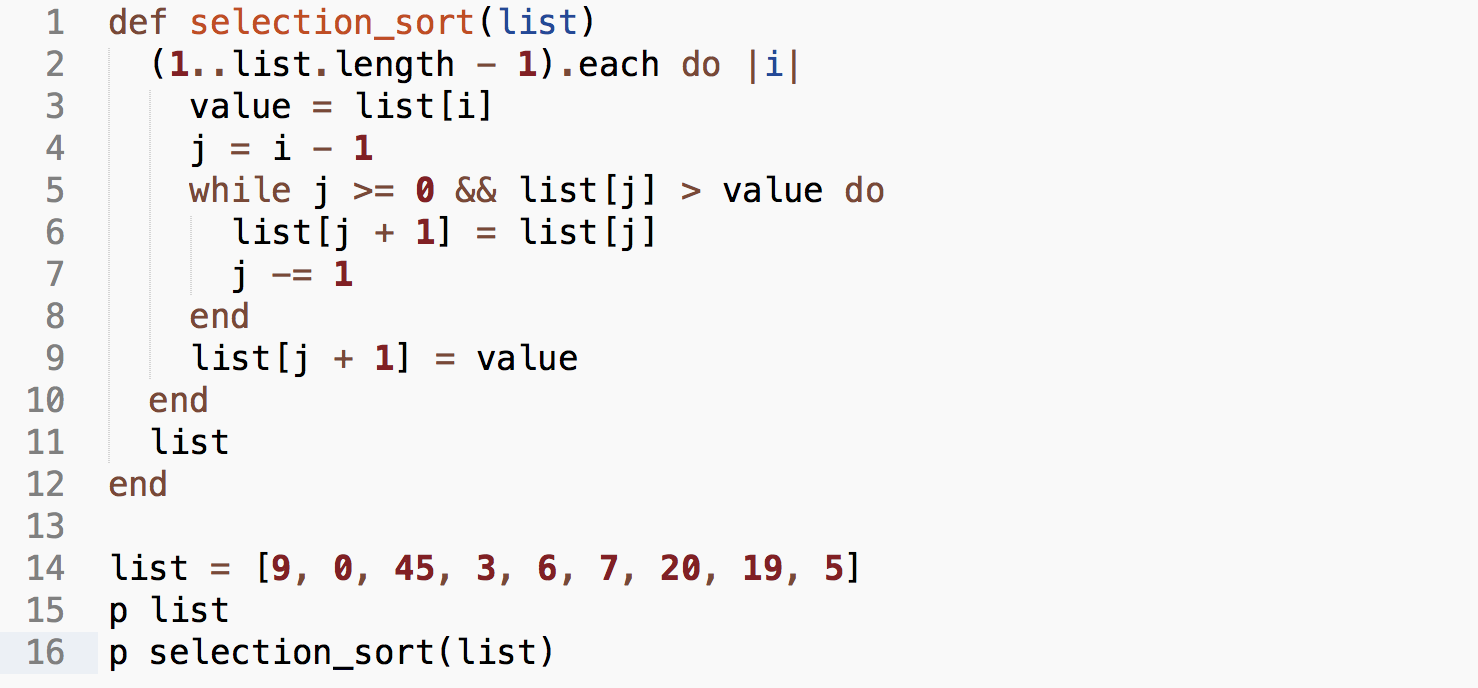 1 def selection_sort(list)
2   (1..list.length - 1).each do |i|
3     value = list[i]
4     j = i - 1
5     while j >= 0 && list[j] > value do
6       list[j + 1] = list[j]
7       j -= 1
8     end
9     list[j + 1] = value
10   end
11   list
12 end
13
14 list = [9, 0, 45, 3, 6, 7, 20, 19, 5]
15 p list
16 p selection_sort(list)